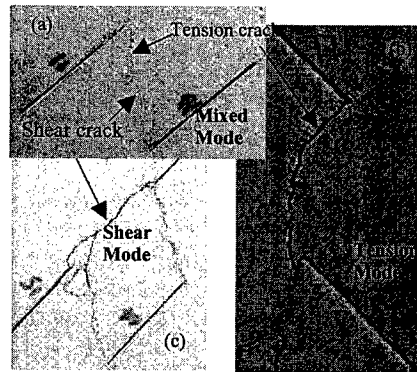 (a)
Tension crack
Shear crack
Mixed
Mode
Shear
Mode
Tension
Mode
(c)